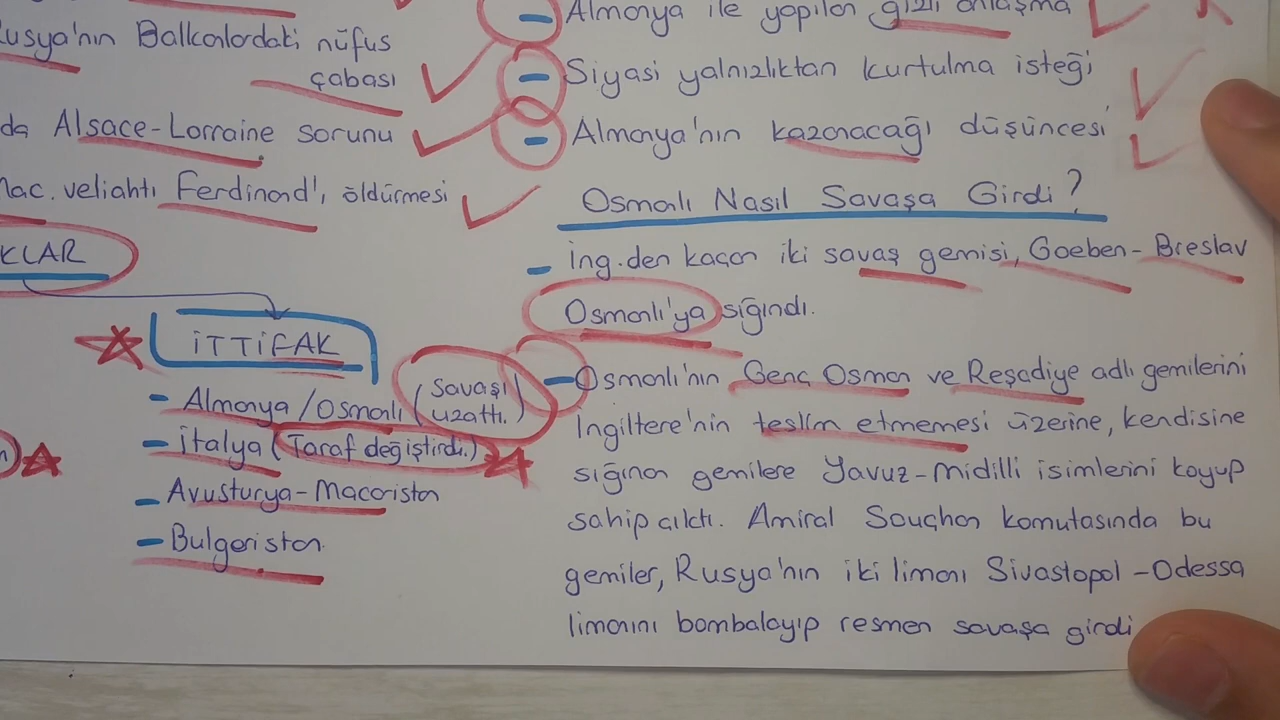 Rusya'nın Balkanlardaki nüfus
çabası
da Alsace-Lorraine sorunu
Mac. veliahtı Ferdinand'ı öldürmesi
KLAR
İTTİFAK
- Almanya / Osmanlı (Savaşı uzattı.)
- İtalya (Taraf değiştirdi.)
- Avusturya-Macaristan
- Bulgaristan
- Almanya ile yapılan gizli anlaşma
- Siyasi yalnızlıktan kurtulma isteği
- Almanya'nın kazanacağı düşüncesi
Osmanlı Nasıl Savaşa Girdi?
- İng.den kaçan iki savaş gemisi, Goeben-Breslav
Osmanlı'ya sığındı.
- Osmanlı'nın Genç Osman ve Reşadiye adlı gemilerini
İngiltere'nin teslim etmemesi üzerine, kendisine
sığınan gemilere Yavuz-Midilli isimlerini koyup
sahip çıktı. Amiral Souchon komutasında bu
gemiler, Rusya'nın iki limanı Sivastopol-Odessa
limanını bombalayıp resmen savaşa girdi